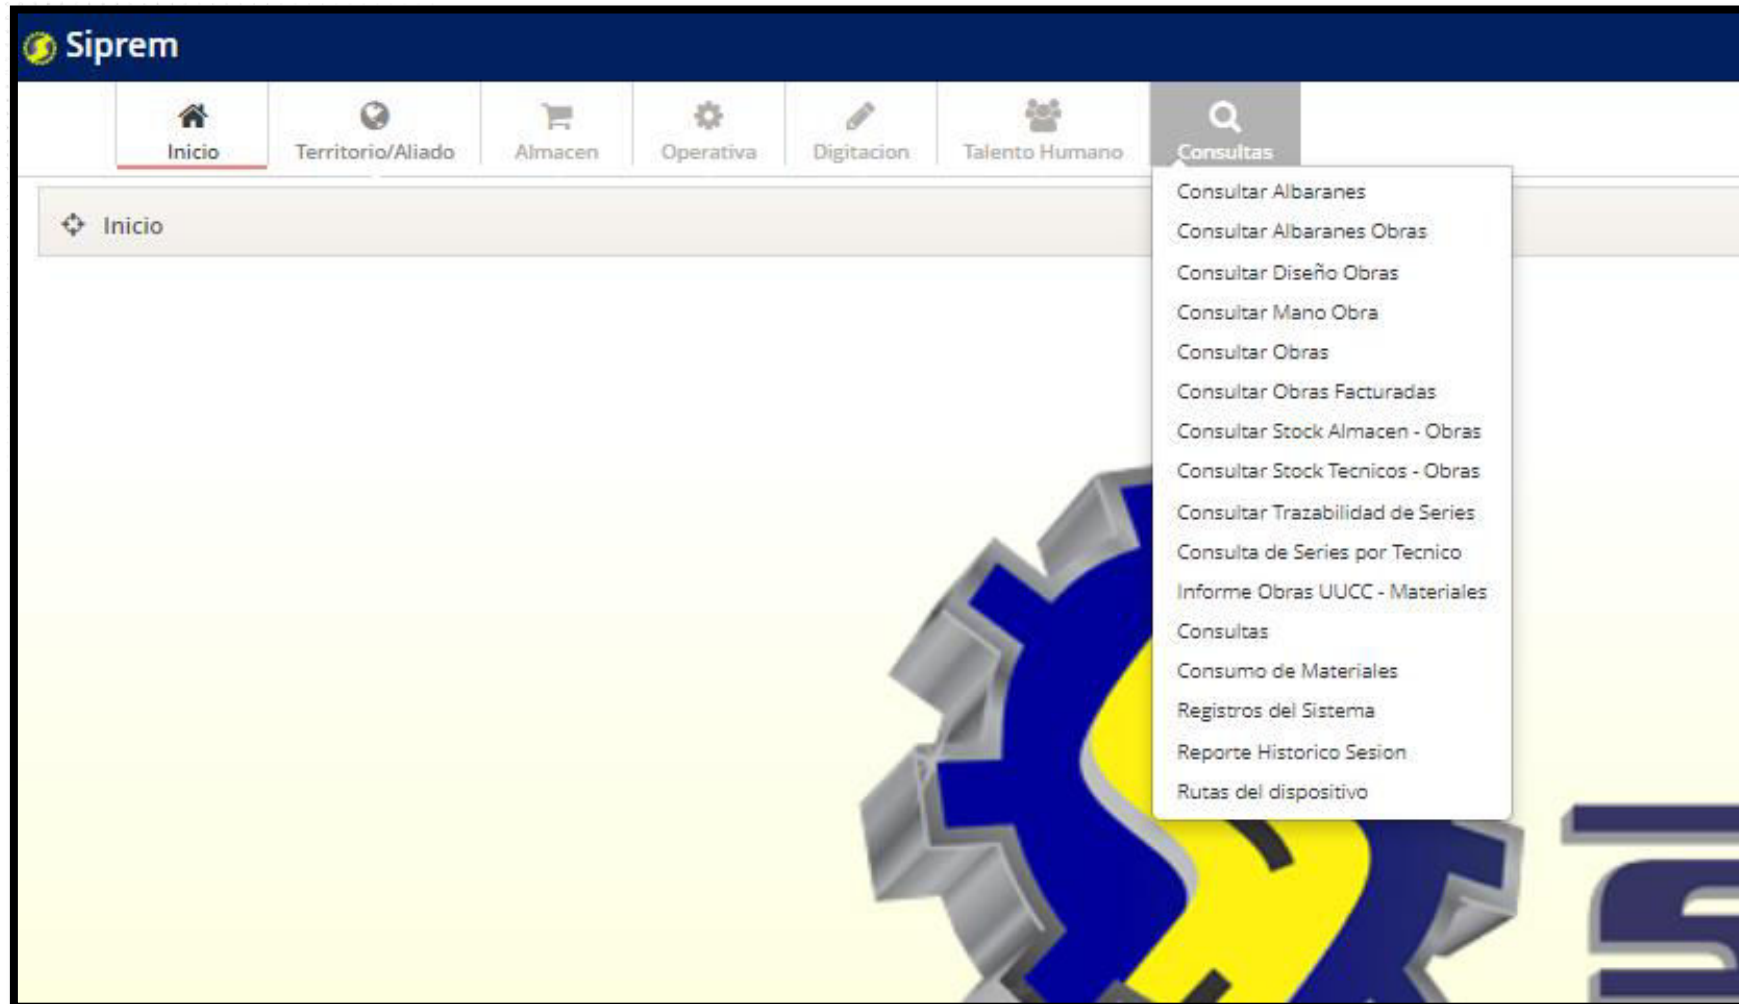 Siprem
Inicio
Territorio/Aliado
Almacen
Operativa
Digitacion
Talento Humano
Consultas
Inicio
Consultar Albaranes
Consultar Albaranes Obras
Consultar Diseño Obras
Consultar Mano Obra
Consultar Obras
Consultar Obras Facturadas
Consultar Stock Almacen - Obras
Consultar Stock Tecnicos - Obras
Consultar Trazabilidad de Series
Consulta de Series por Tecnico
Informe Obras UUCC - Materiales
Consultas
Consumo de Materiales
Registros del Sistema
Reporte Historico Sesion
Rutas del dispositivo